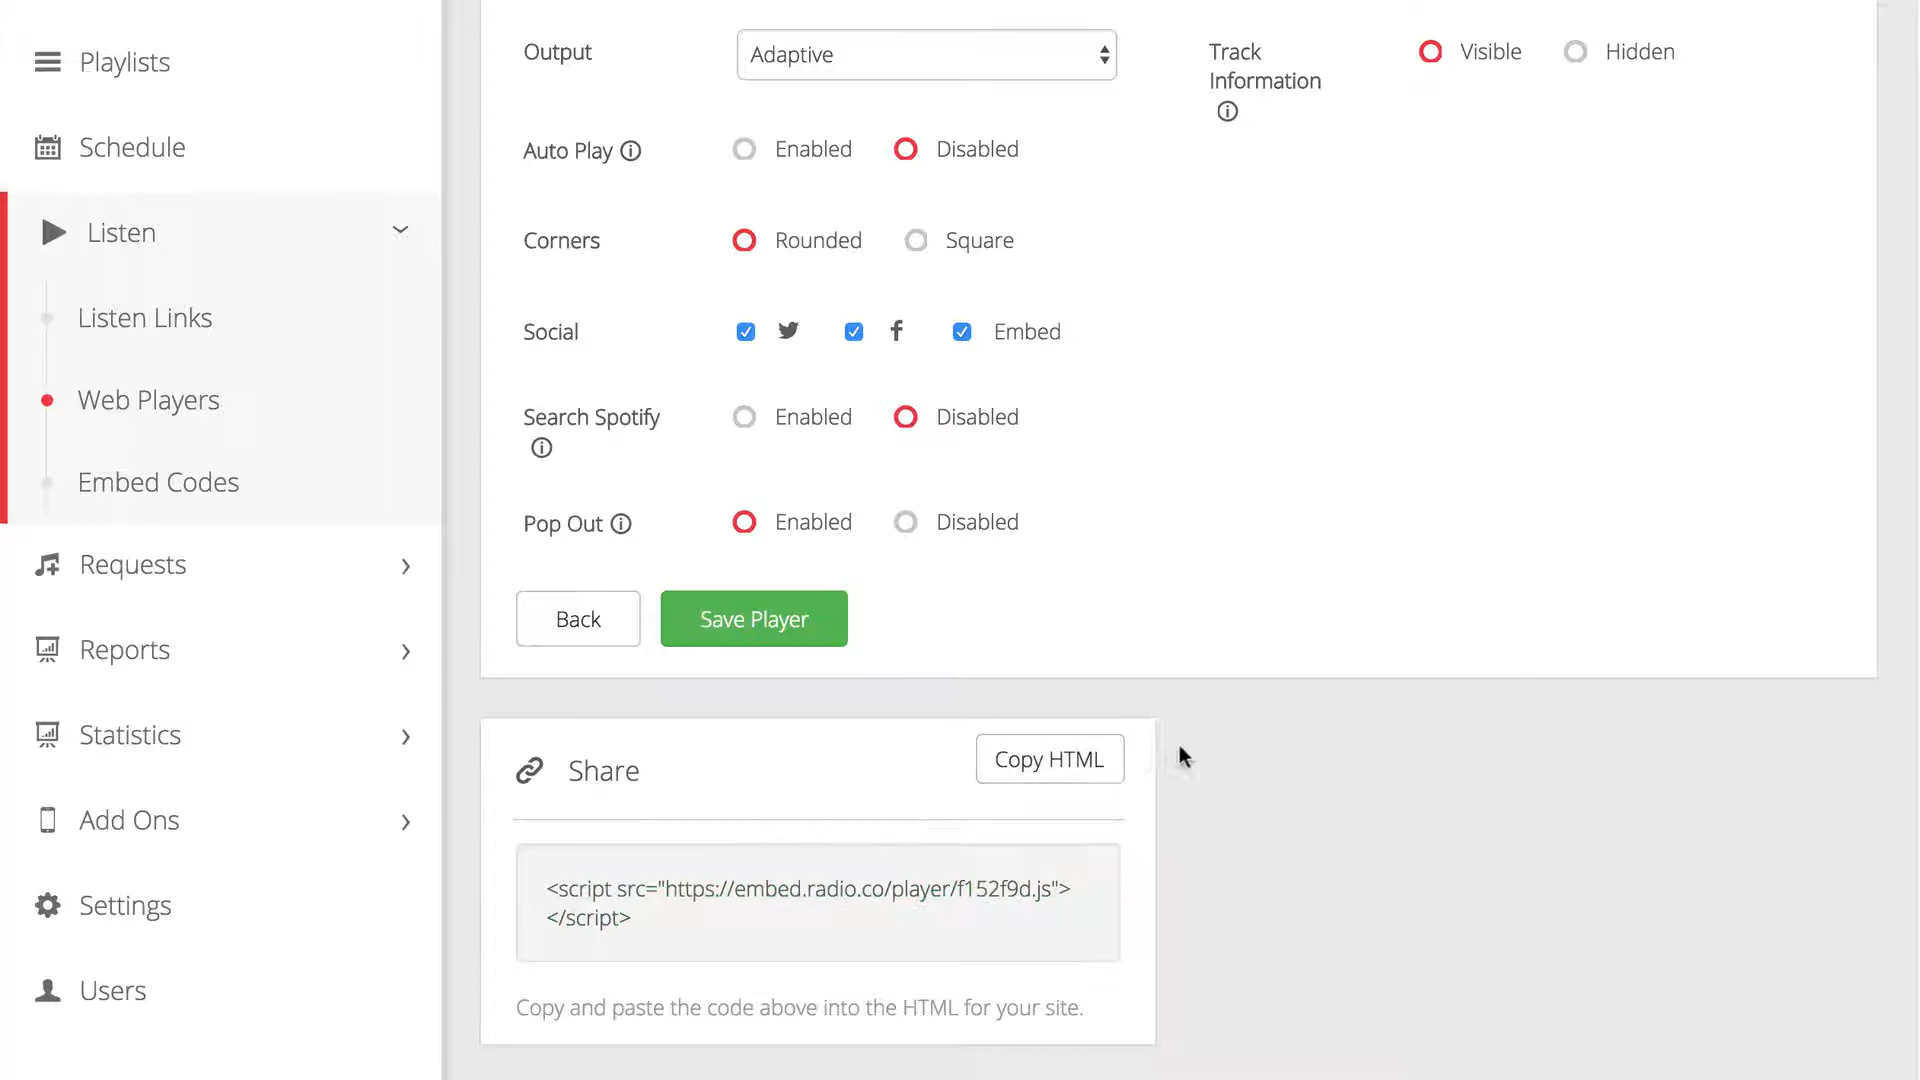 Playlists
Schedule
Listen
Listen Links
Web Players
Embed Codes
Requests
Reports
Statistics
Add Ons
Settings
Users
Output Adaptive
Track
Information
Visible Hidden
Auto Play Enabled Disabled
Corners Rounded Square
Social Embed
Search Spotify Enabled Disabled
Pop Out Enabled Disabled
Back Save Player
Share Copy HTML
<script src="https://embed.radio.co/player/f152f9d.js">
</script>
Copy and paste the code above into the HTML for your site.